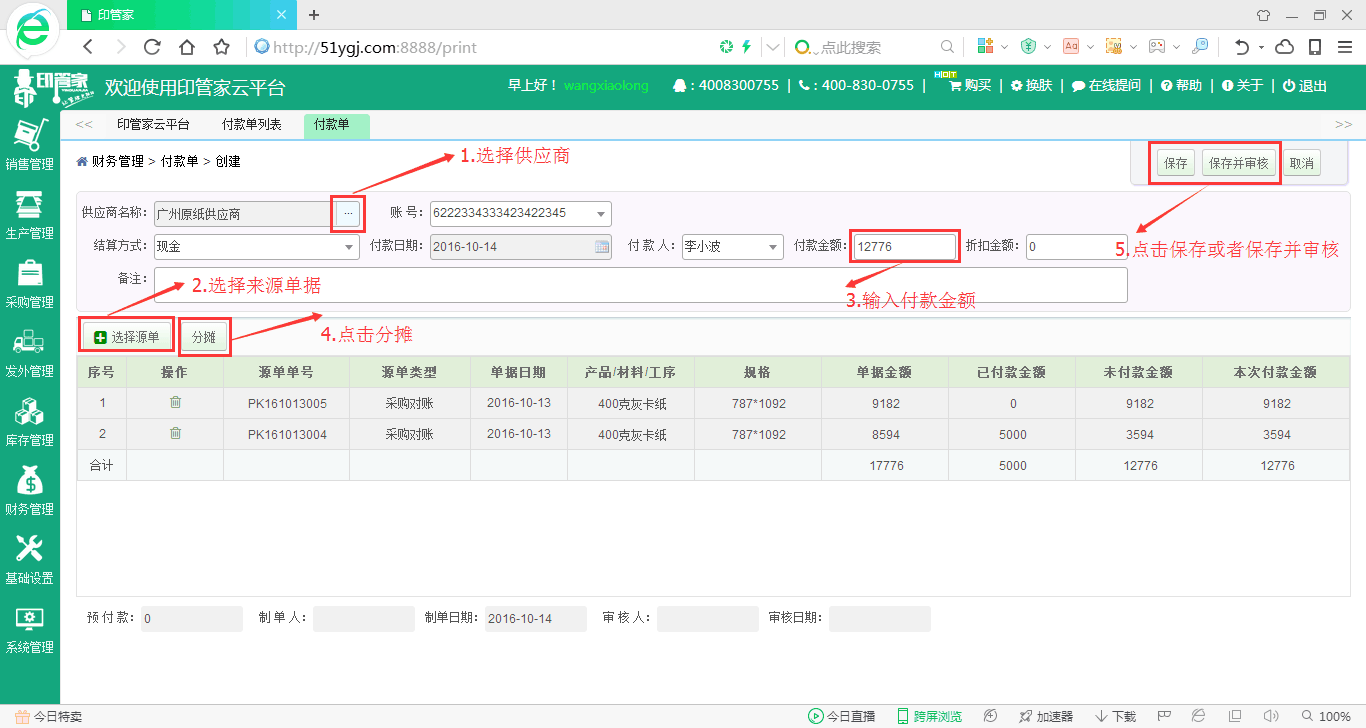 印管家
http://51ygj.com:8888/print
点此搜索
印管家
欢迎使用印管家云平台
早上好！ wangxiaolong
: 4008300755 | : 400-830-0755 |
HOT
购买 | 换肤 | 在线提问 | 帮助 | 关于 | 退出
<< 印管家云平台 付款单列表 付款单 >>
销售管理
生产管理
采购管理
发外管理
库存管理
财务管理
基础设置
系统管理
财务管理 > 付款单 > 创建
1.选择供应商
保存 保存并审核 取消
供应商名称: 广州原纸供应商 ... 账 号: 6222334333423422345
结算方式: 现金 付款日期: 2016-10-14 付 款 人: 李小波 付款金额: 12776 折扣金额: 0
5.点击保存或者保存并审核
备注:
2.选择来源单据
3.输入付款金额
选择源单 分摊
4.点击分摊
序号 操作 源单单号 源单类型 单据日期 产品/材料/工序 规格 单据金额 已付款金额 未付款金额 本次付款金额
1 PK161013005 采购对账 2016-10-13 400克灰卡纸 787*1092 9182 0 9182 9182
2 PK161013004 采购对账 2016-10-13 400克灰卡纸 787*1092 8594 5000 3594 3594
合计 17776 5000 12776 12776
预 付 款: 0 制 单 人: 制单日期: 2016-10-14 审 核 人: 审核日期:
今日特卖 今日直播 跨屏浏览 加速器 下载 100%